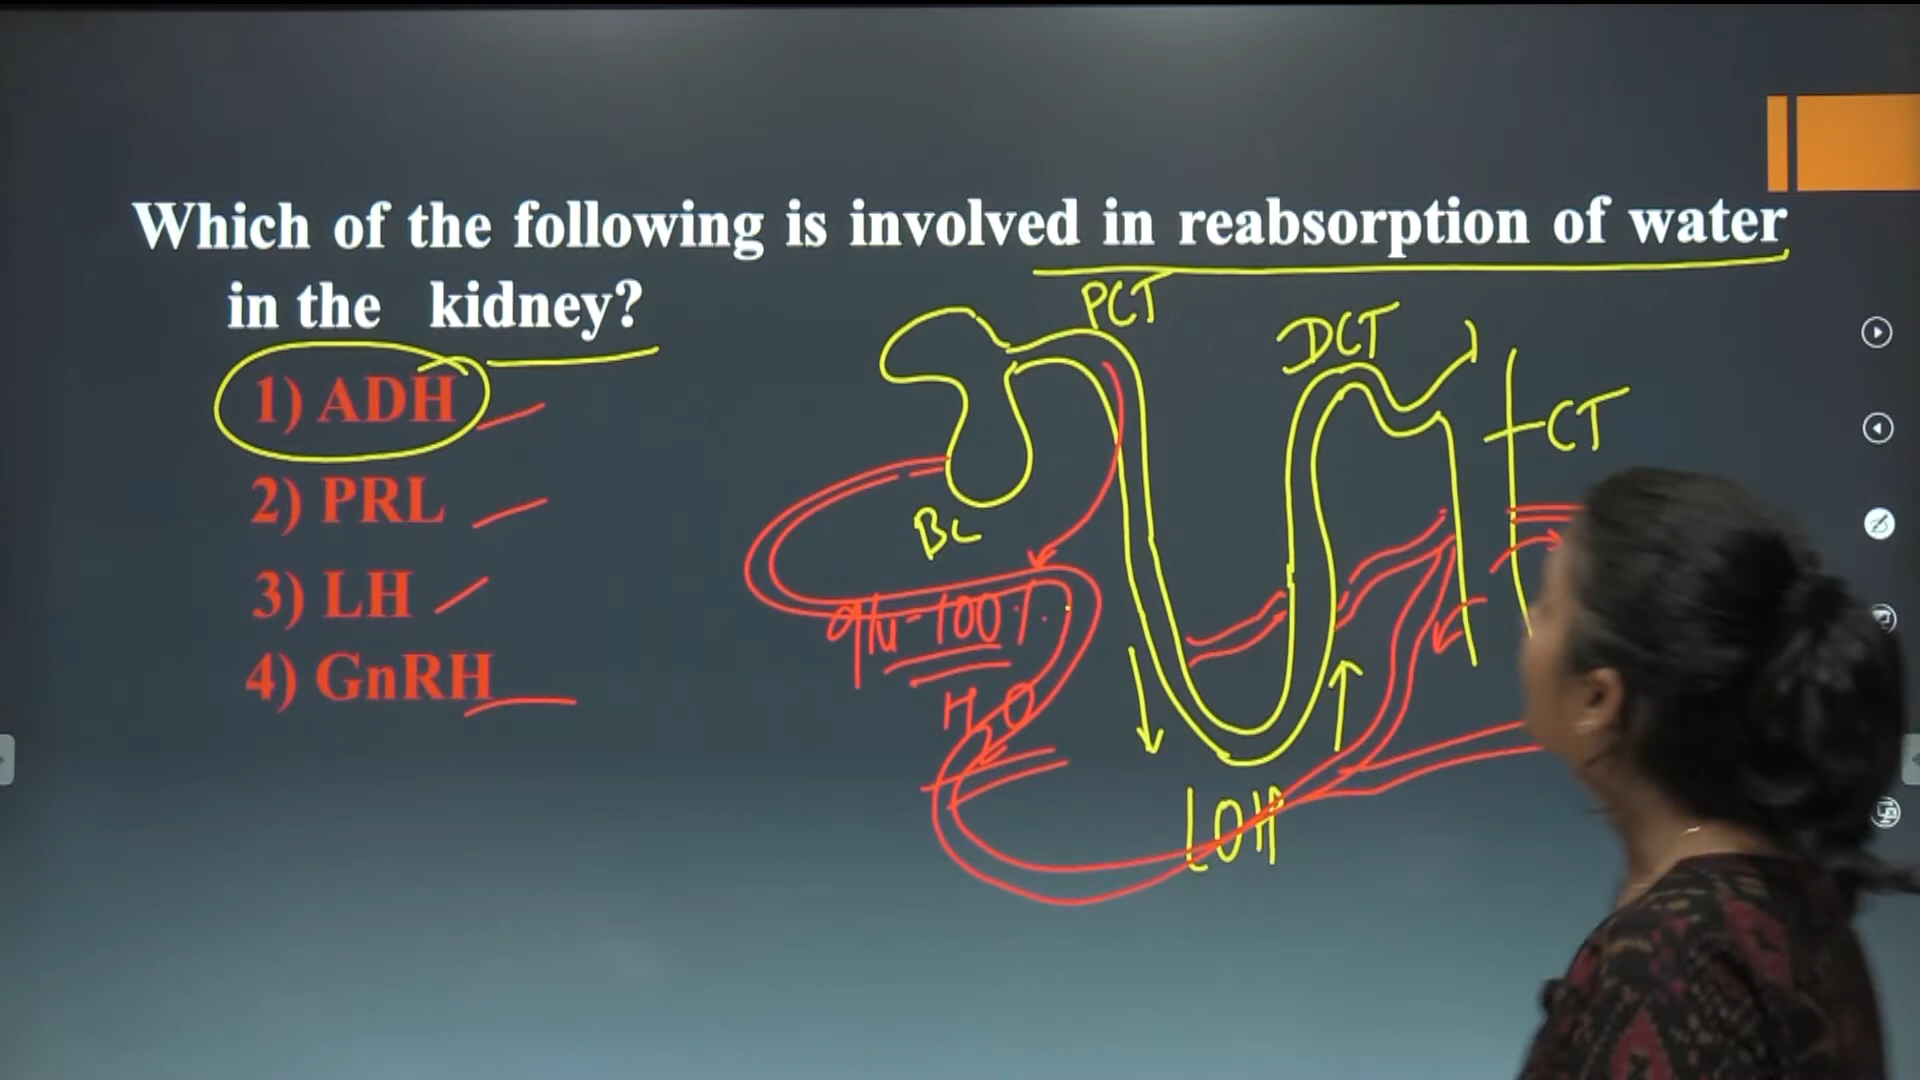 Which of the following is involved in reabsorption of water
in the kidney?
1) ADH
2) PRL
3) LH
4) GnRH
PCT
DCT
CT
BC
glu-100%
H2O
LOH